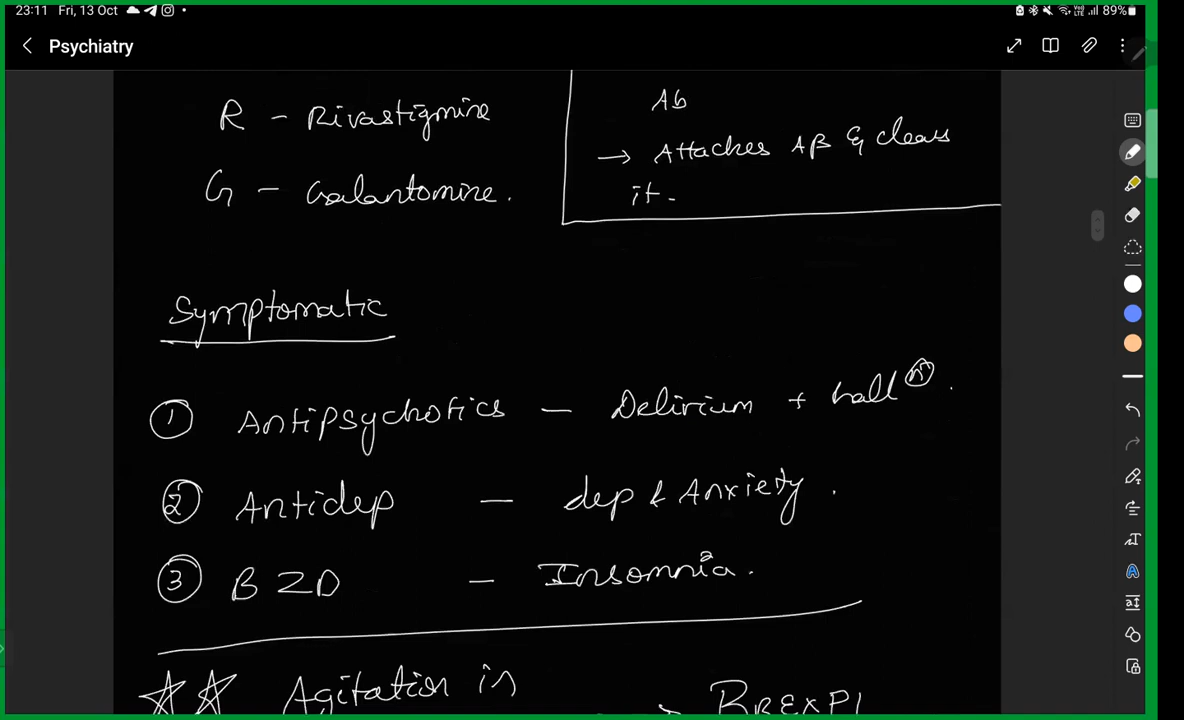 23:11 Fri, 13 Oct
89%
Psychiatry
R - Rivastigmine
G - Galantomine.
Ab
→ Attaches Aβ & clears
it.
Symptomatic
① Antipsychotics — Delirium + hall(n).
② Antidep — dep & Anxiety.
③ BZD — Insomnia.
☆☆ Agitation in
BREXPI